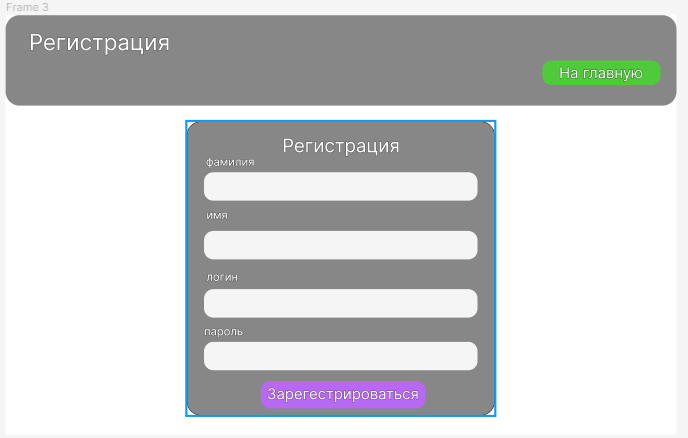 Frame 3
Регистрация
На главную
Регистрация
фамилия
имя
логин
пароль
Зарегестрироваться